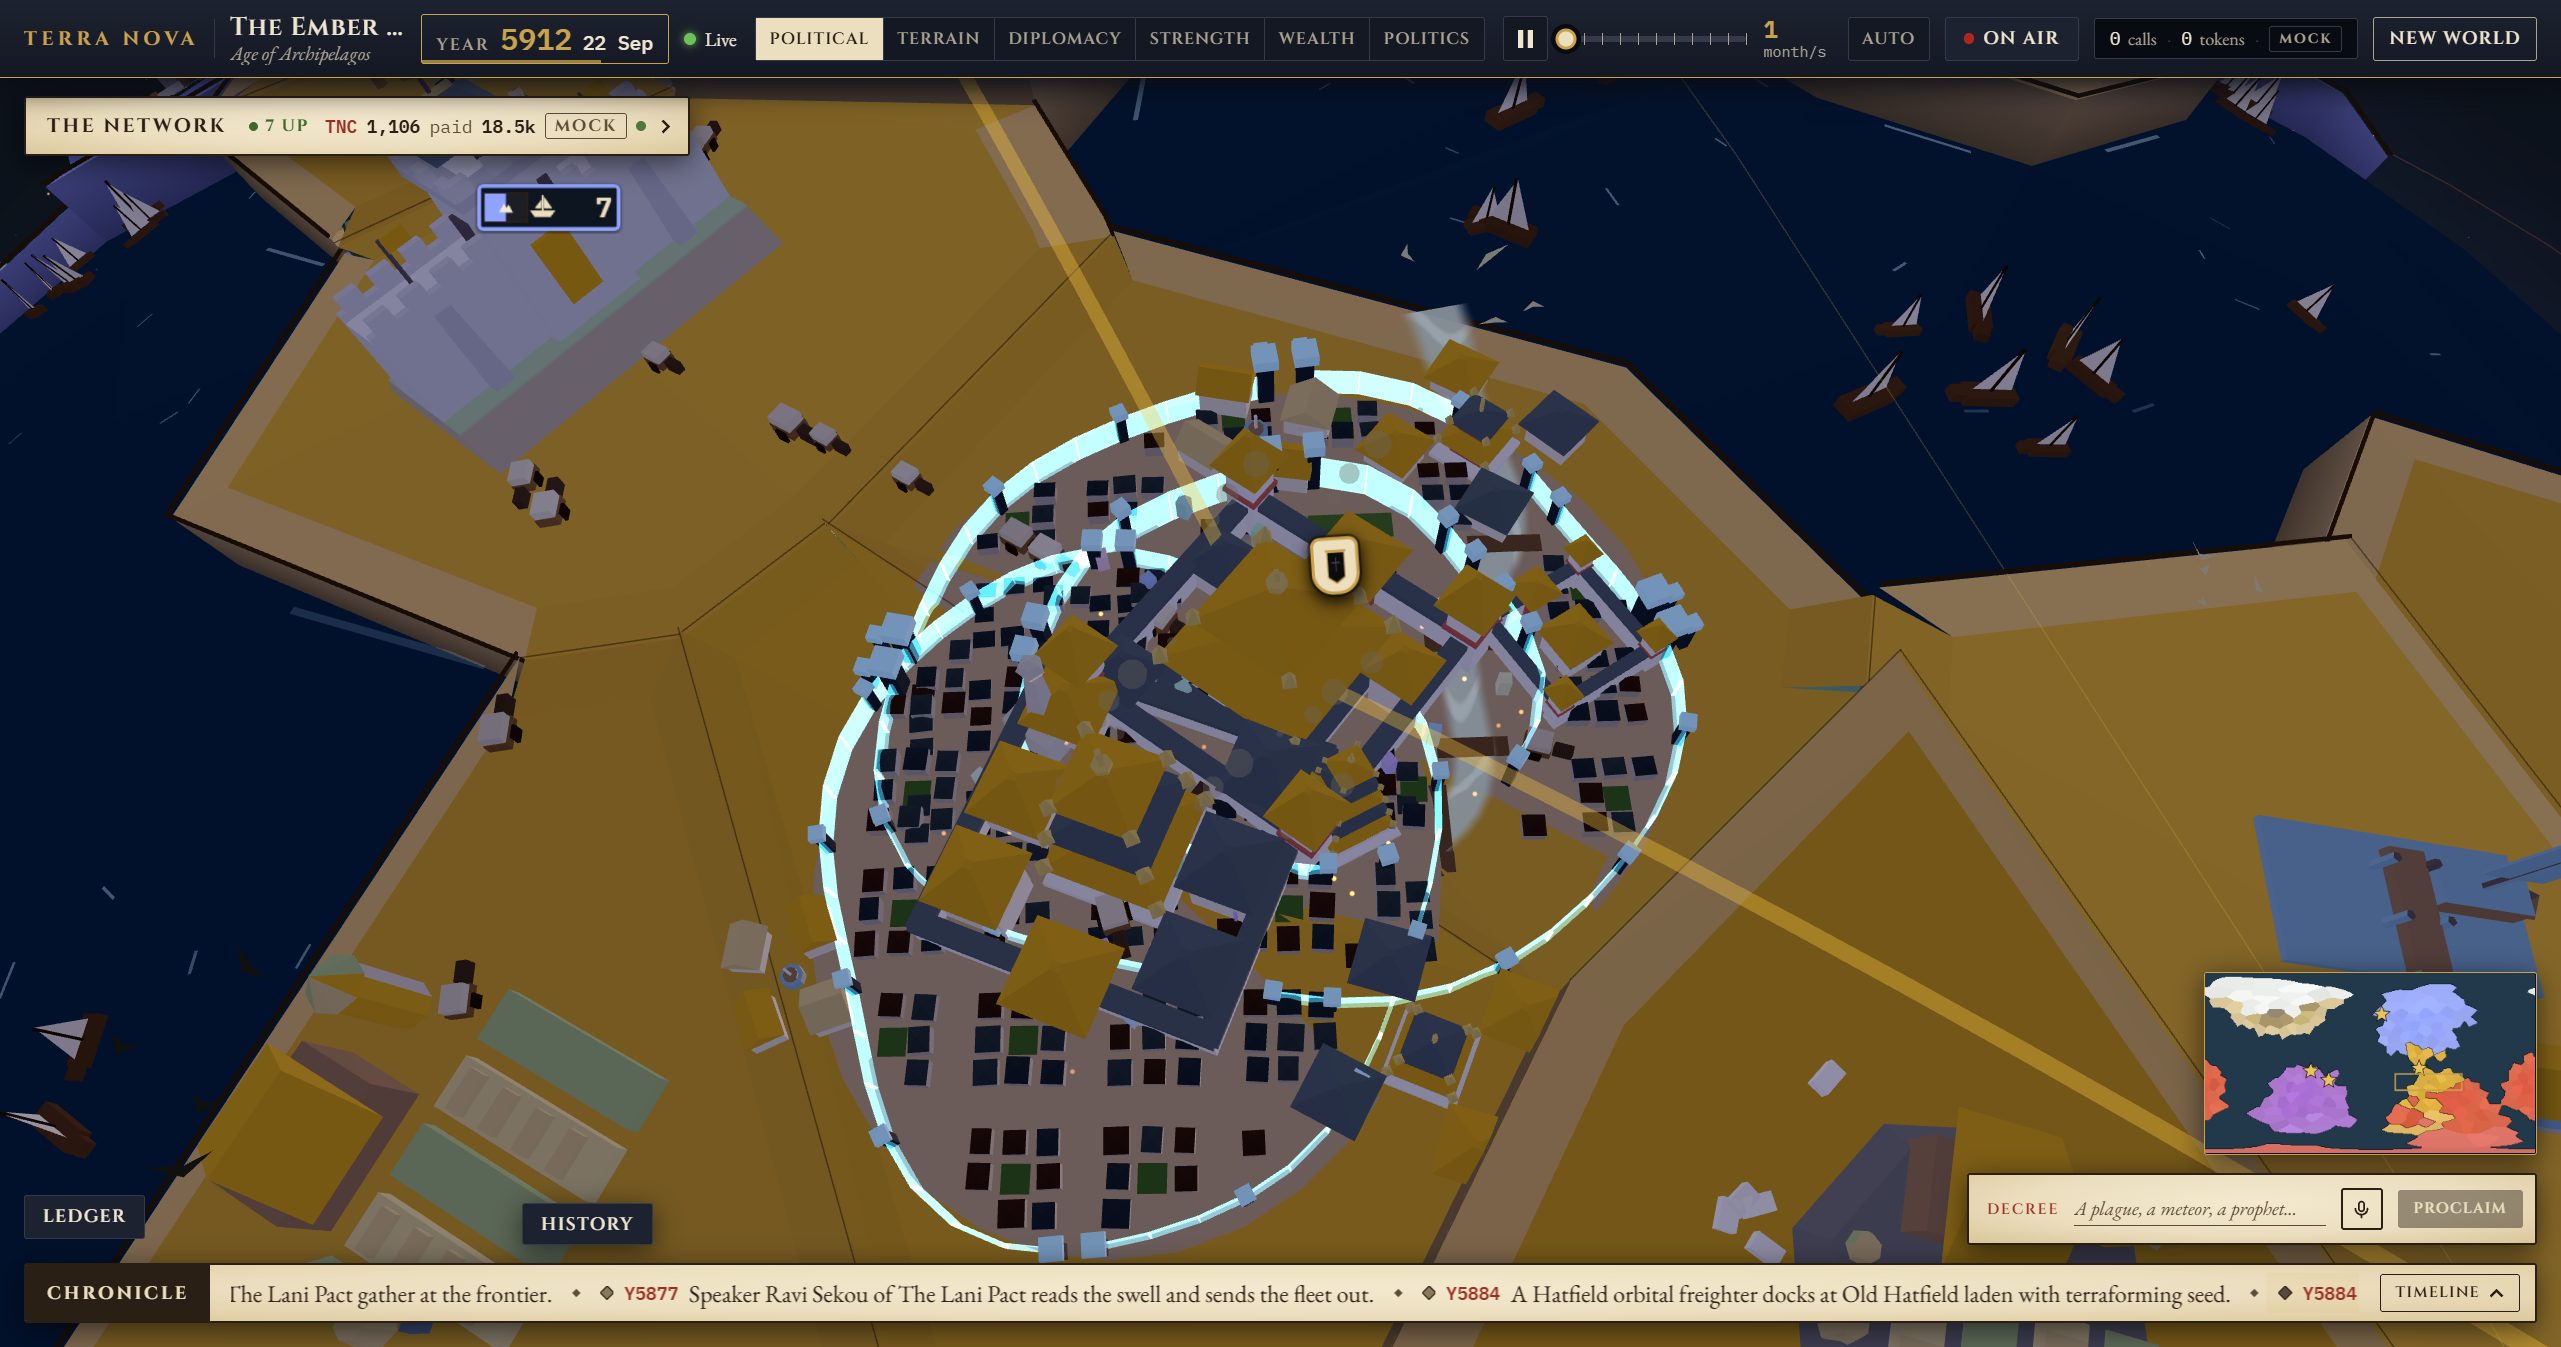 TERRA NOVA
THE EMBER ...
Age of Archipelagos
YEAR 5912 22 Sep
Live
POLITICAL
TERRAIN
DIPLOMACY
STRENGTH
WEALTH
POLITICS
1 month/s
AUTO
ON AIR
0 calls · 0 tokens · MOCK
NEW WORLD
THE NETWORK 7 UP TNC 1,106 paid 18.5k MOCK
7
LEDGER
HISTORY
DECREE A plague, a meteor, a prophet... PROCLAIM
CHRONICLE The Lani Pact gather at the frontier. Y5877 Speaker Ravi Sekou of The Lani Pact reads the swell and sends the fleet out. Y5884 A Hatfield orbital freighter docks at Old Hatfield laden with terraforming seed. Y5884 TIMELINE